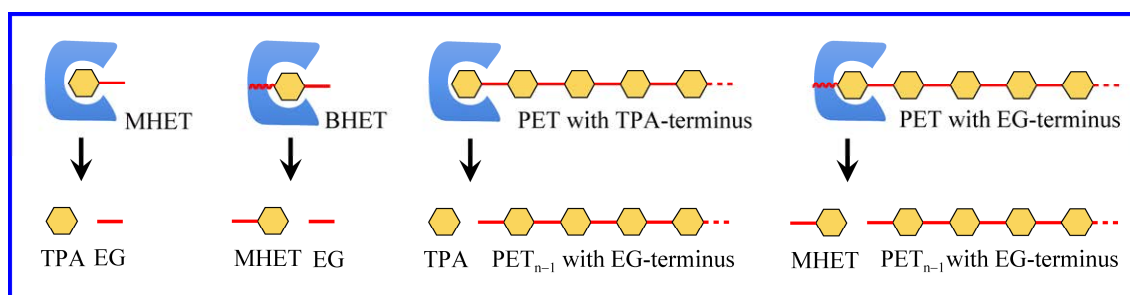 MHET
BHET
PET with TPA-terminus
PET with EG-terminus
TPA EG
MHET EG
TPA PETn–1 with EG-terminus
MHET PETn–1 with EG-terminus